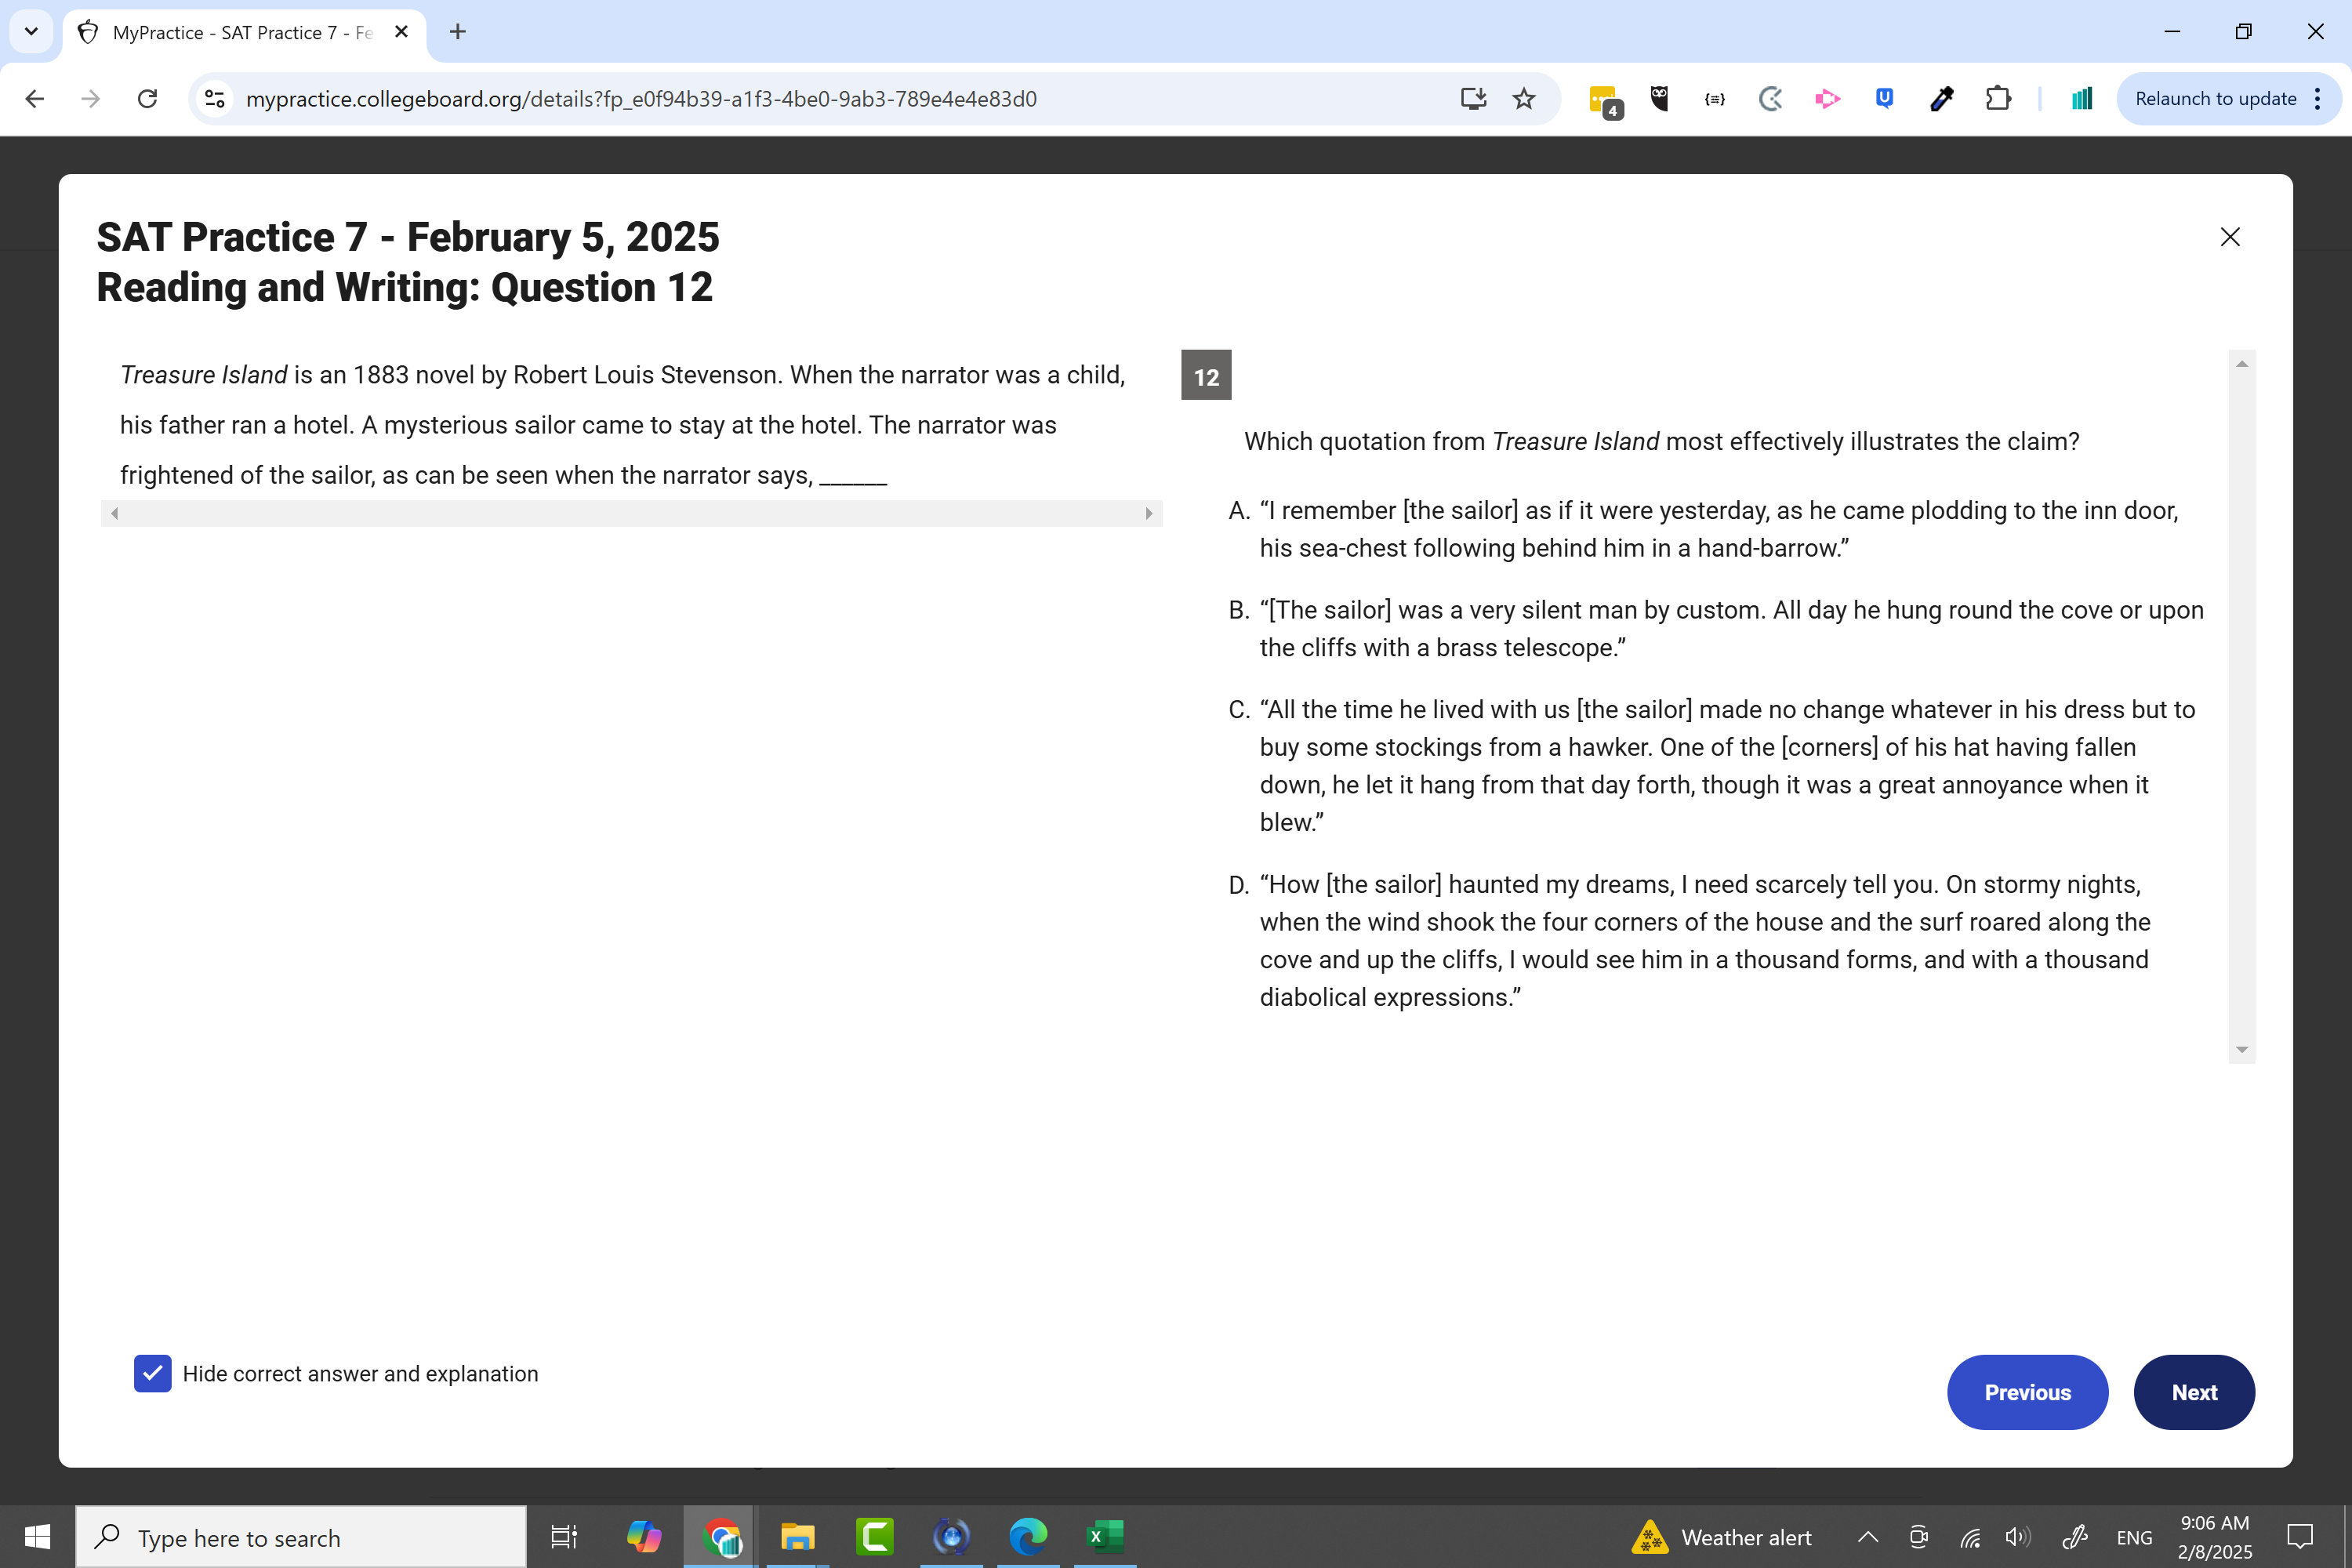 MyPractice - SAT Practice 7 - Fe
mypractice.collegeboard.org/details?fp_e0f94b39-a1f3-4be0-9ab3-789e4e4e83d0
4
Relaunch to update
SAT Practice 7 - February 5, 2025
Reading and Writing: Question 12
Treasure Island is an 1883 novel by Robert Louis Stevenson. When the narrator was a child,
his father ran a hotel. A mysterious sailor came to stay at the hotel. The narrator was
frightened of the sailor, as can be seen when the narrator says, ______
12
Which quotation from Treasure Island most effectively illustrates the claim?
A. “I remember [the sailor] as if it were yesterday, as he came plodding to the inn door,
his sea-chest following behind him in a hand-barrow.”
B. “[The sailor] was a very silent man by custom. All day he hung round the cove or upon
the cliffs with a brass telescope.”
C. “All the time he lived with us [the sailor] made no change whatever in his dress but to
buy some stockings from a hawker. One of the [corners] of his hat having fallen
down, he let it hang from that day forth, though it was a great annoyance when it
blew.”
D. “How [the sailor] haunted my dreams, I need scarcely tell you. On stormy nights,
when the wind shook the four corners of the house and the surf roared along the
cove and up the cliffs, I would see him in a thousand forms, and with a thousand
diabolical expressions.”
Hide correct answer and explanation
Previous
Next
Type here to search
Weather alert
ENG
9:06 AM
2/8/2025